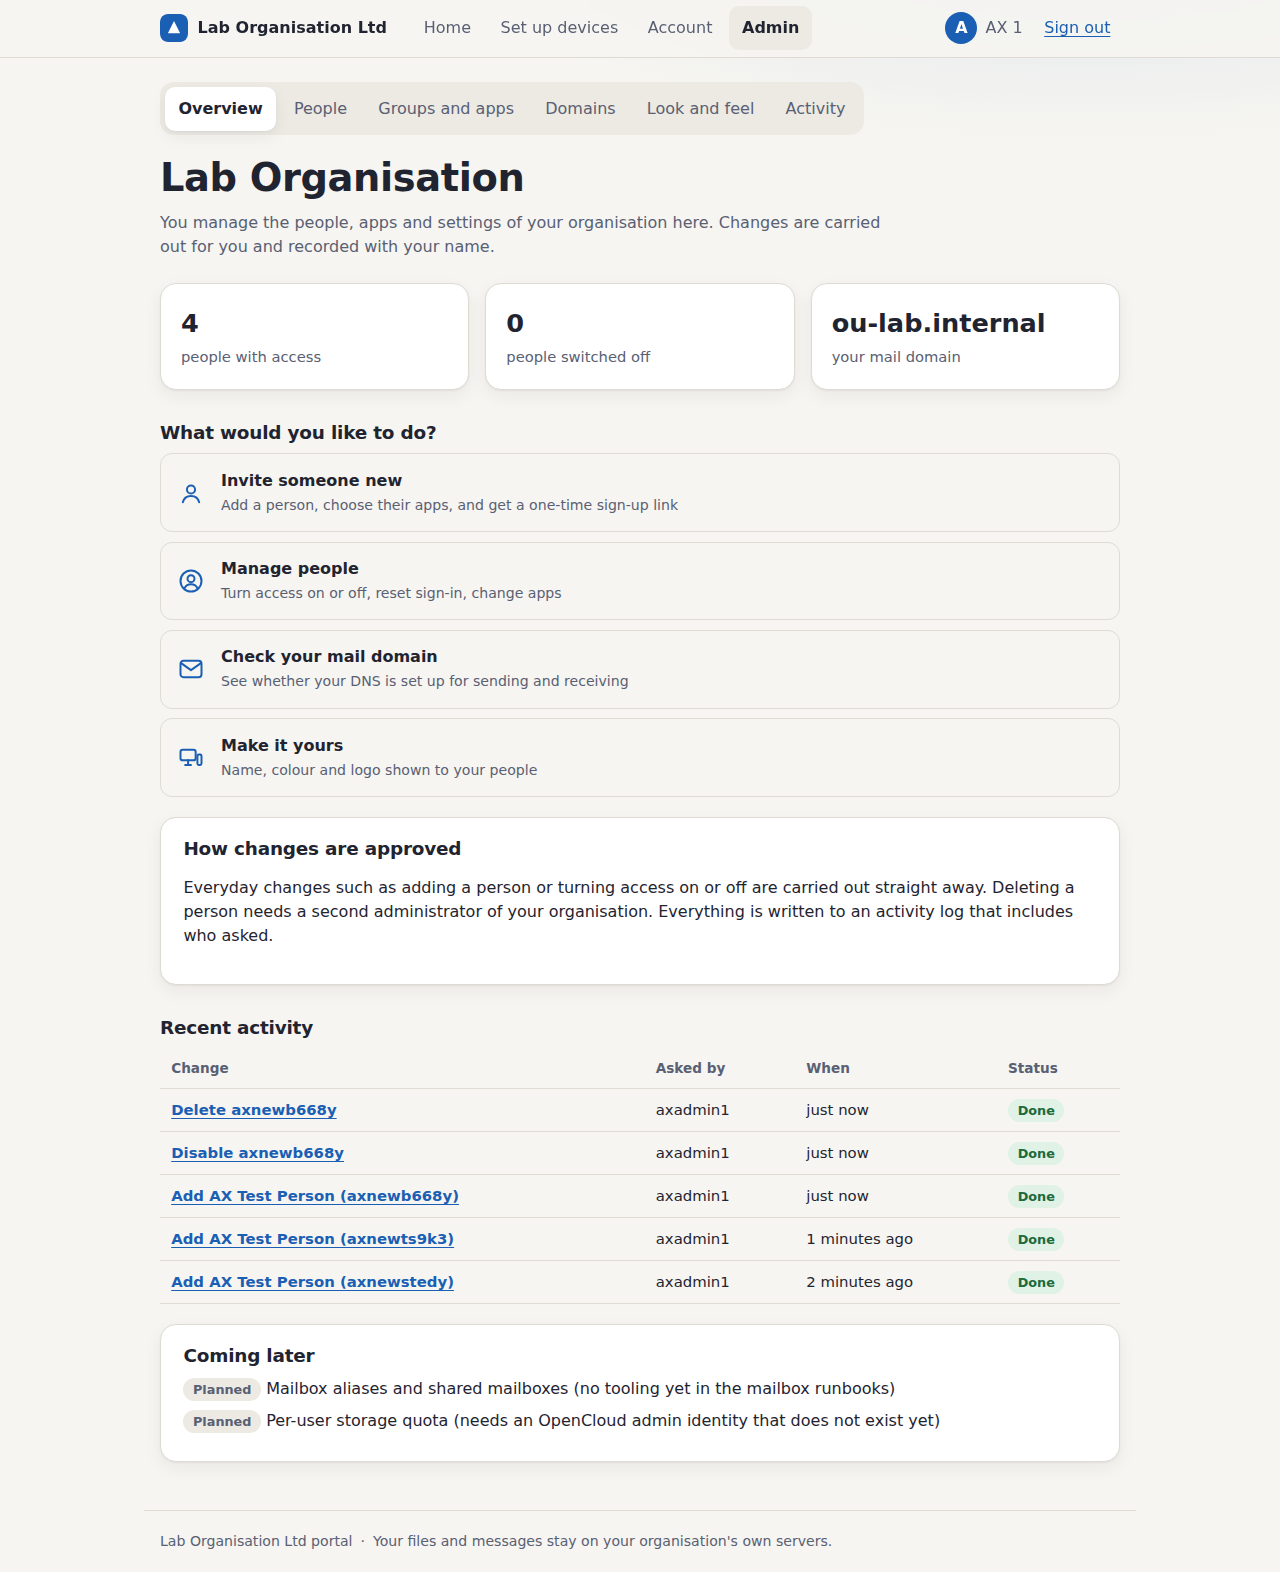 Lab Organisation Ltd Home Set up devices Account Admin A AX 1 Sign out
Overview People Groups and apps Domains Look and feel Activity
Lab Organisation
You manage the people, apps and settings of your organisation here. Changes are carried
out for you and recorded with your name.
4
people with access
0
people switched off
ou-lab.internal
your mail domain
What would you like to do?
Invite someone new
Add a person, choose their apps, and get a one-time sign-up link
Manage people
Turn access on or off, reset sign-in, change apps
Check your mail domain
See whether your DNS is set up for sending and receiving
Make it yours
Name, colour and logo shown to your people
How changes are approved
Everyday changes such as adding a person or turning access on or off are carried out straight away. Deleting a
person needs a second administrator of your organisation. Everything is written to an activity log that includes
who asked.
Recent activity
Change Asked by When Status
Delete axnewb668y axadmin1 just now Done
Disable axnewb668y axadmin1 just now Done
Add AX Test Person (axnewb668y) axadmin1 just now Done
Add AX Test Person (axnewts9k3) axadmin1 1 minutes ago Done
Add AX Test Person (axnewstedy) axadmin1 2 minutes ago Done
Coming later
Planned Mailbox aliases and shared mailboxes (no tooling yet in the mailbox runbooks)
Planned Per-user storage quota (needs an OpenCloud admin identity that does not exist yet)
Lab Organisation Ltd portal · Your files and messages stay on your organisation's own servers.